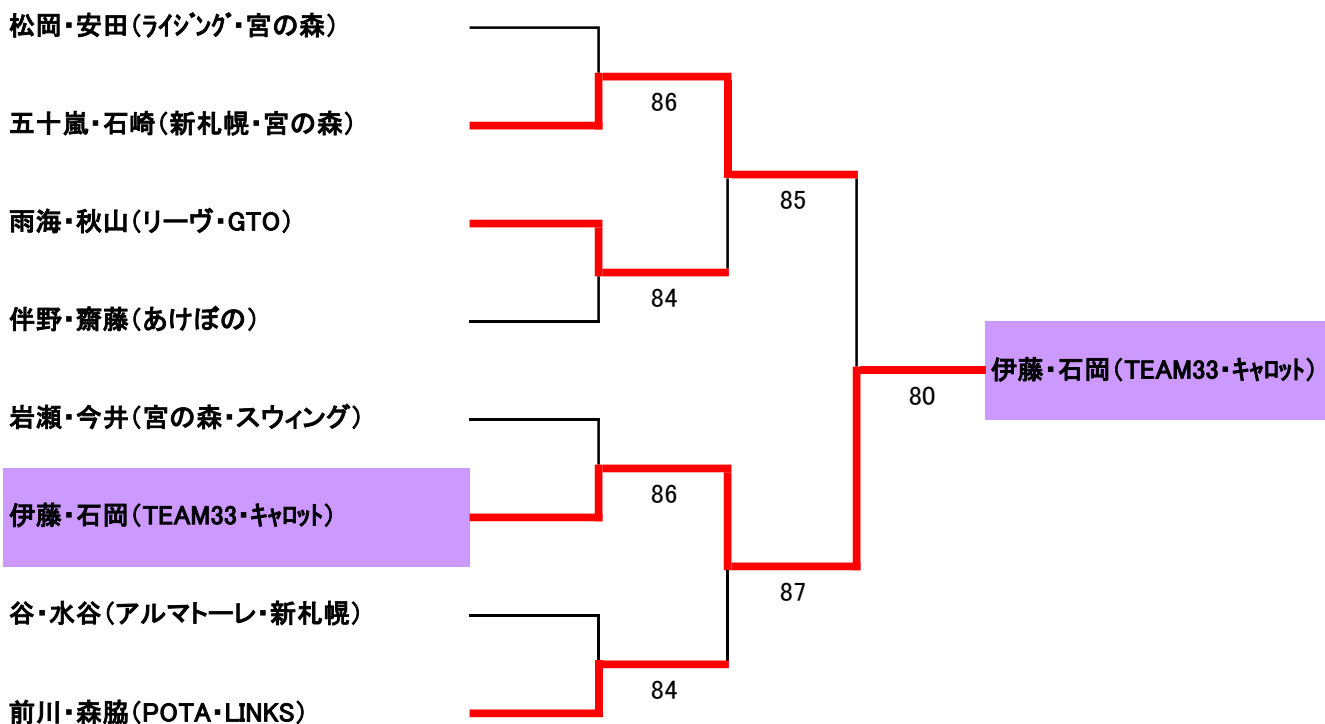 松岡・安田(ﾗｲｼﾞﾝｸﾞ・宮の森)
86
五十嵐・石崎(新札幌・宮の森)
85
雨海・秋山(リーヴ・GTO)
84
伴野・齋藤(あけぼの)
伊藤・石岡(TEAM33・ｷｬﾛｯﾄ)
80
岩瀬・今井(宮の森・スウィング)
86
伊藤・石岡(TEAM33・ｷｬﾛｯﾄ)
87
谷・水谷(アルマトーレ・新札幌)
84
前川・森脇(POTA・LINKS)